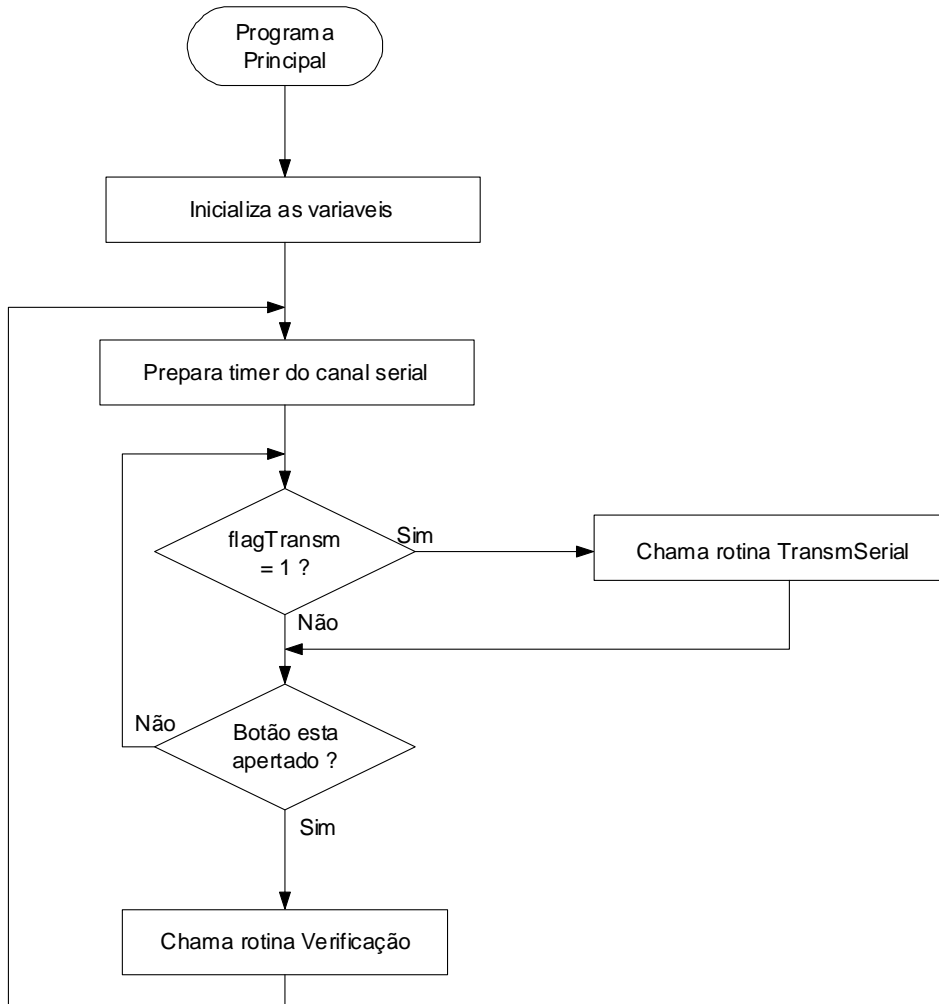 Programa
Principal
Inicializa as variaveis
Prepara timer do canal serial
flagTransm
= 1 ?
Sim
Chama rotina TransmSerial
Não
Botão esta
apertado ?
Não
Sim
Chama rotina Verificação